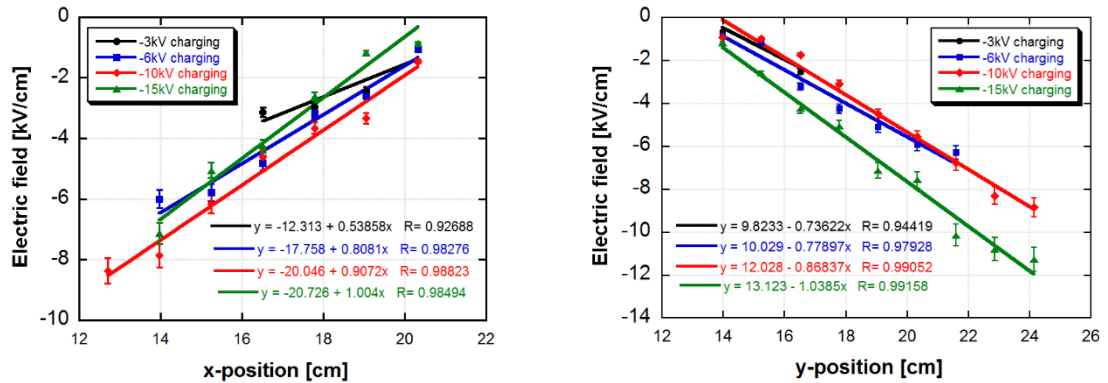 0
-2
-4
-6
-8
-10
12
14
16
18
20
22
Electric field [kV/cm]
x-position [cm]
-3kV charging
-6kV charging
-10kV charging
-15kV charging
y = -12.313 + 0.53858x R= 0.92688
y = -17.758 + 0.8081x R= 0.98276
y = -20.046 + 0.9072x R= 0.98823
y = -20.726 + 1.004x R= 0.98494
0
-2
-4
-6
-8
-10
-12
-14
12
14
16
18
20
22
24
26
Electric field [kV/cm]
y-position [cm]
-3kV charging
-6kV charging
-10kV charging
-15kV charging
y = 9.8233 - 0.73622x R= 0.94419
y = 10.029 - 0.77897x R= 0.97928
y = 12.028 - 0.86837x R= 0.99052
y = 13.123 - 1.0385x R= 0.99158